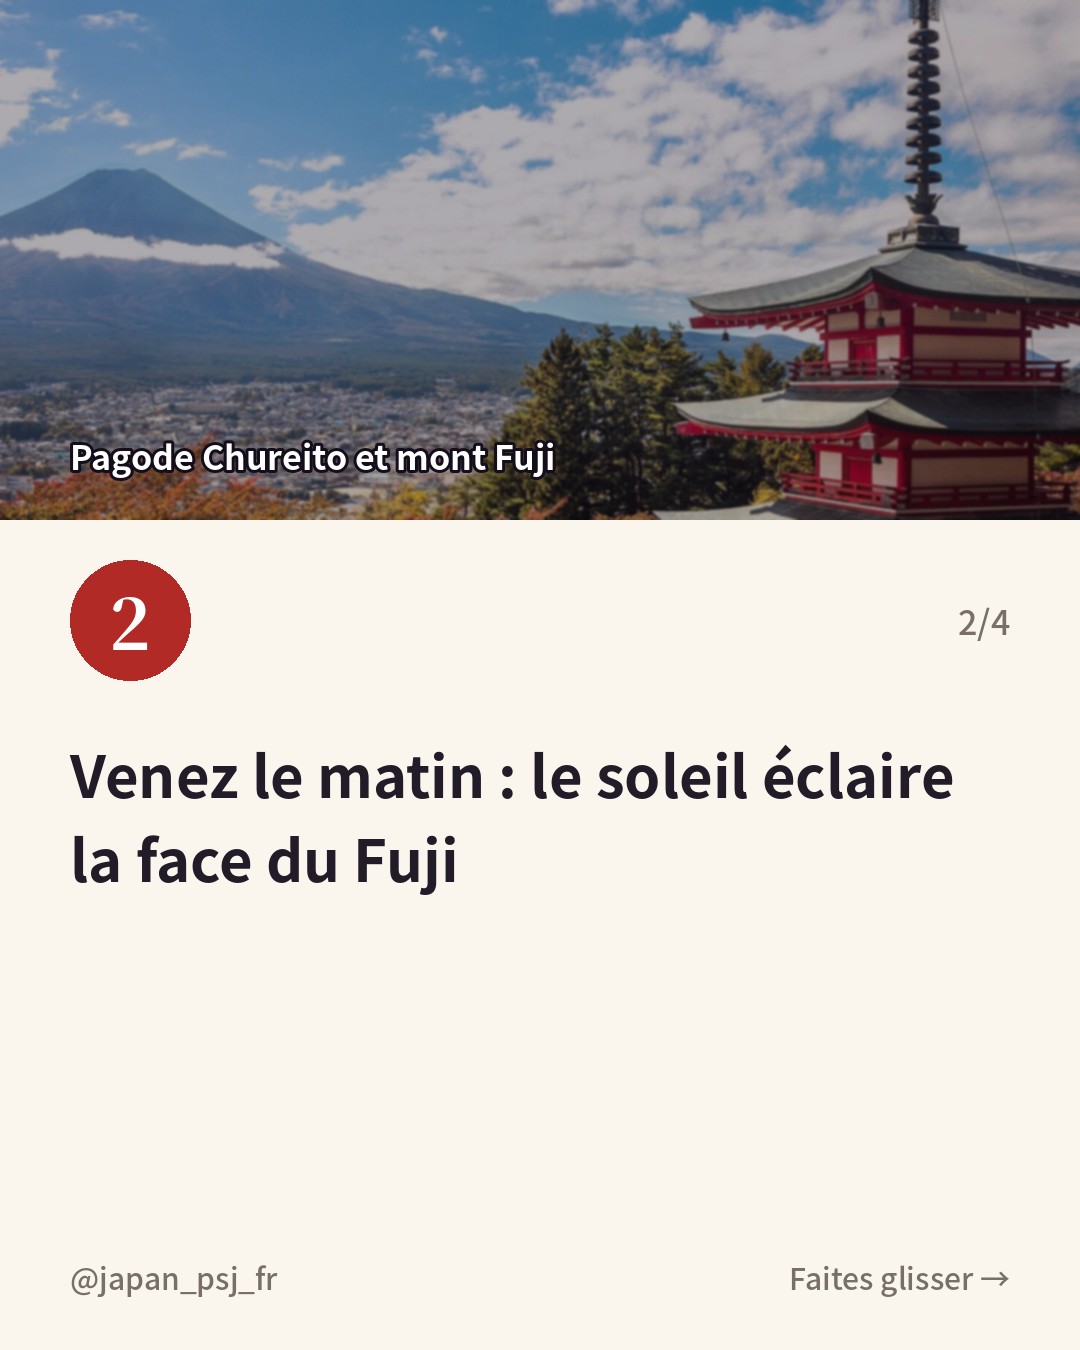 Pagode Chureito et mont Fuji
2
2/4
Venez le matin : le soleil éclaire
la face du Fuji
@japan_psj_fr
Faites glisser →